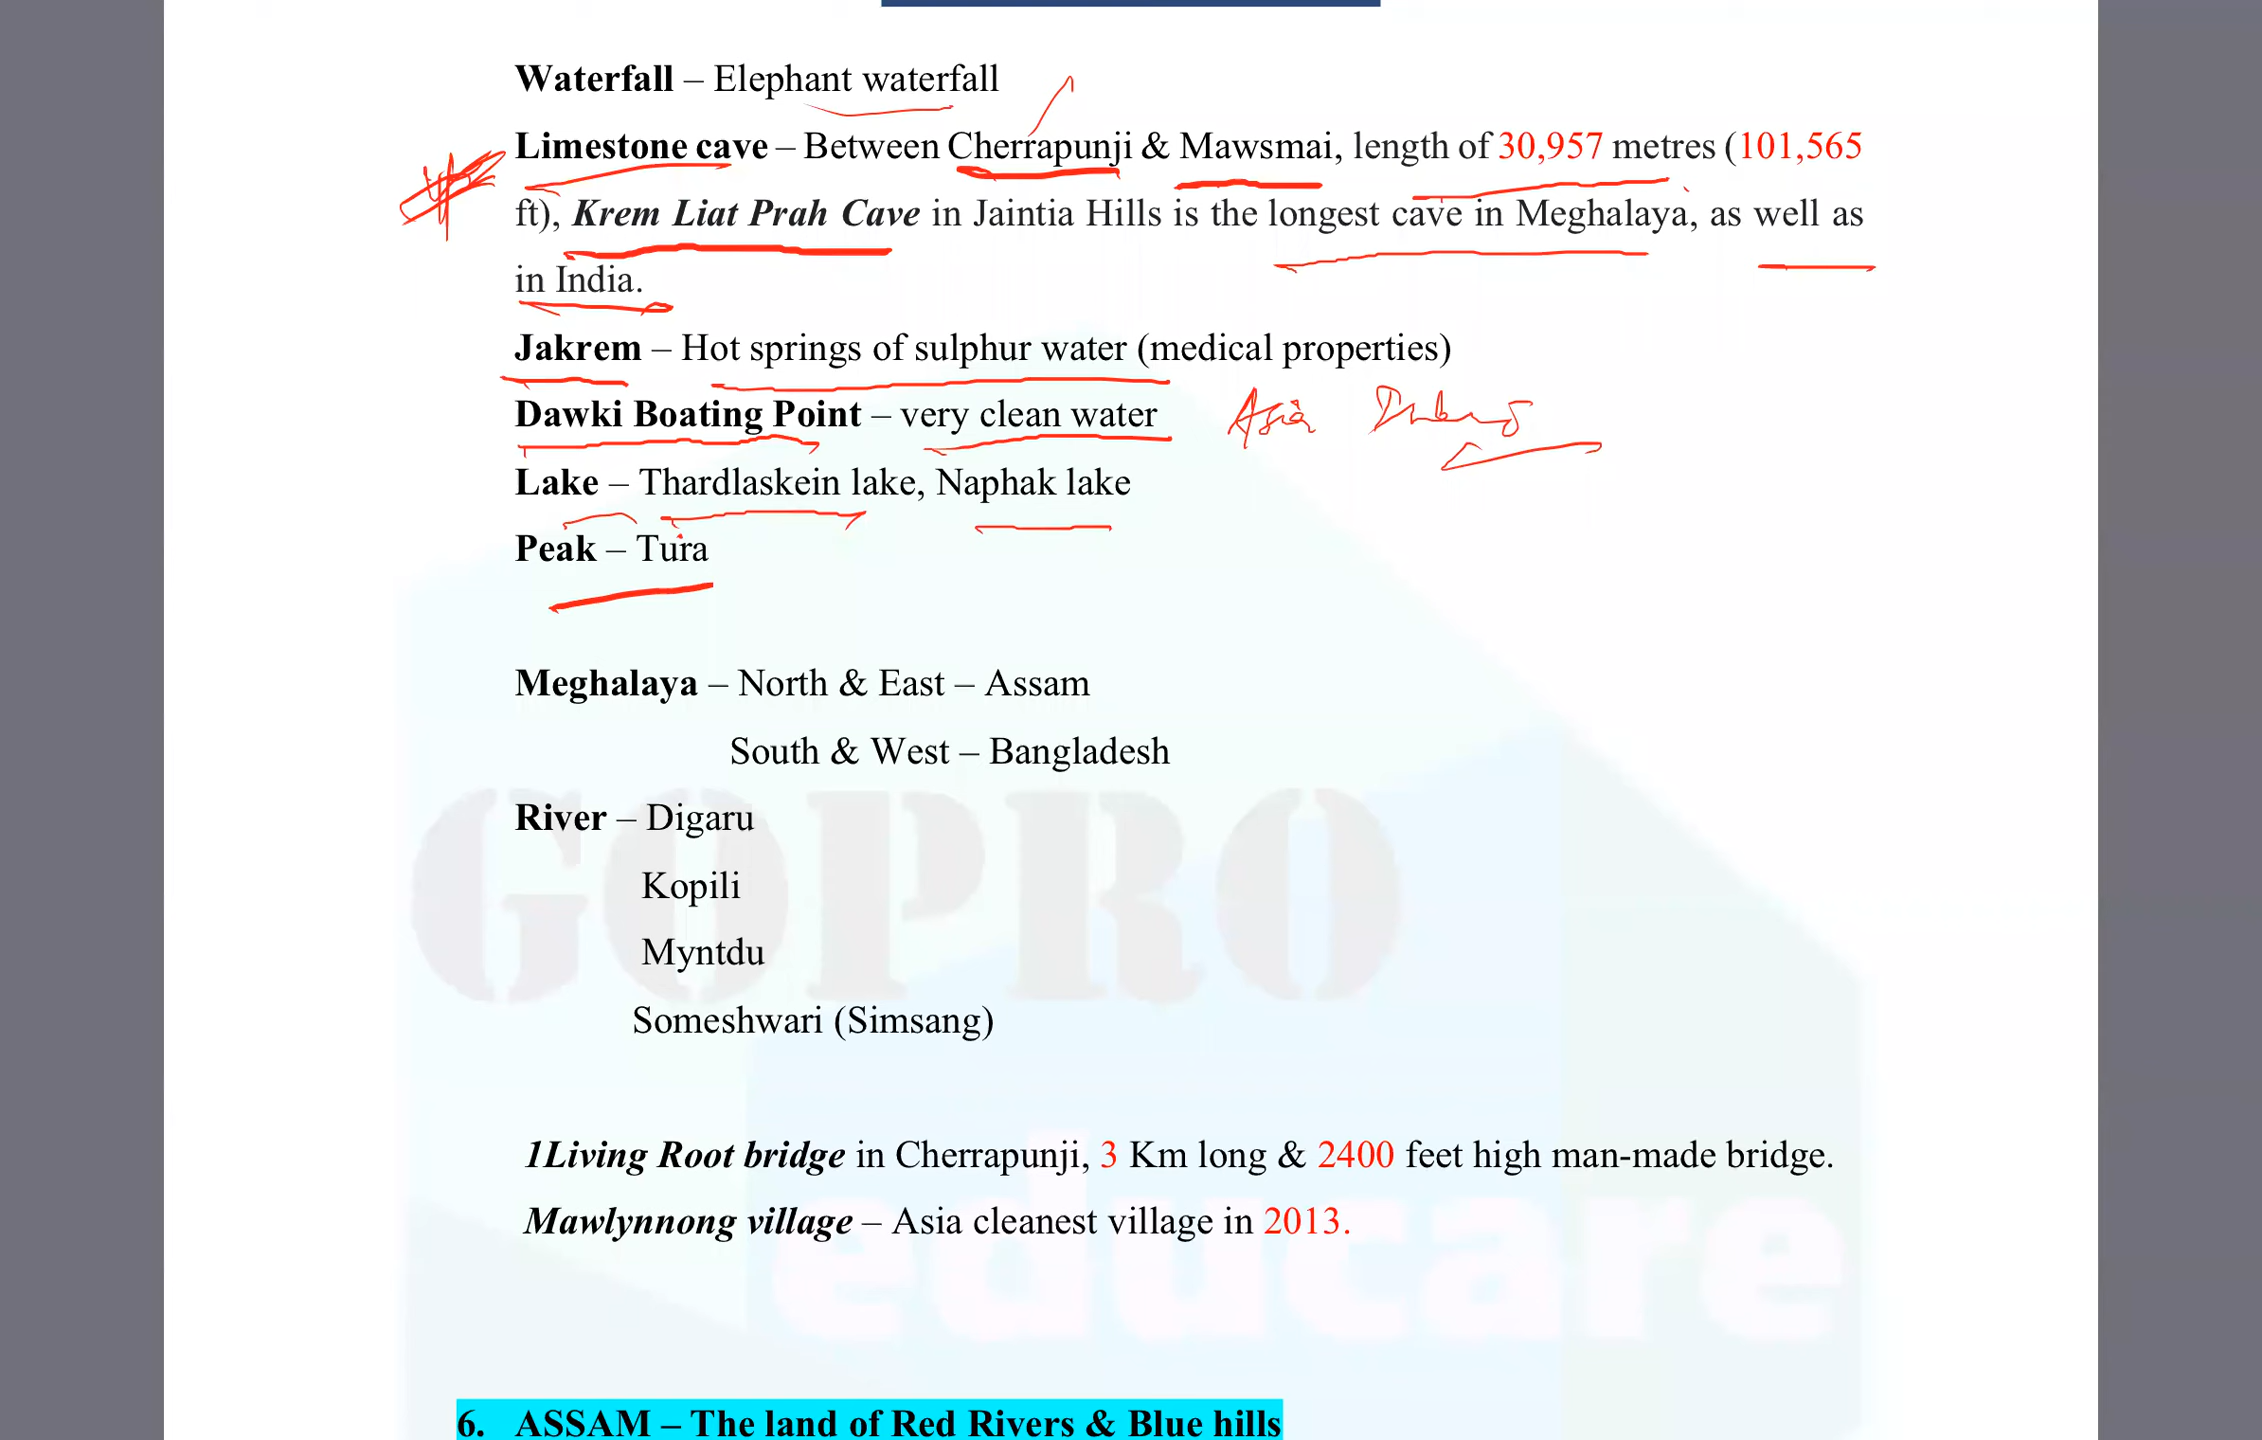 Waterfall – Elephant waterfall
Limestone cave – Between Cherrapunji & Mawsmai, length of 30,957 metres (101,565
ft), Krem Liat Prah Cave in Jaintia Hills is the longest cave in Meghalaya, as well as
in India.
Jakrem – Hot springs of sulphur water (medical properties)
Dawki Boating Point – very clean water Asia
Lake – Thardlaskein lake, Naphak lake
Peak – Tura
Meghalaya – North & East – Assam
South & West – Bangladesh
River – Digaru
Kopili
Myntdu
Someshwari (Simsang)
1Living Root bridge in Cherrapunji, 3 Km long & 2400 feet high man-made bridge.
Mawlynnong village – Asia cleanest village in 2013.
GOPRO
educare
6. ASSAM – The land of Red Rivers & Blue hills